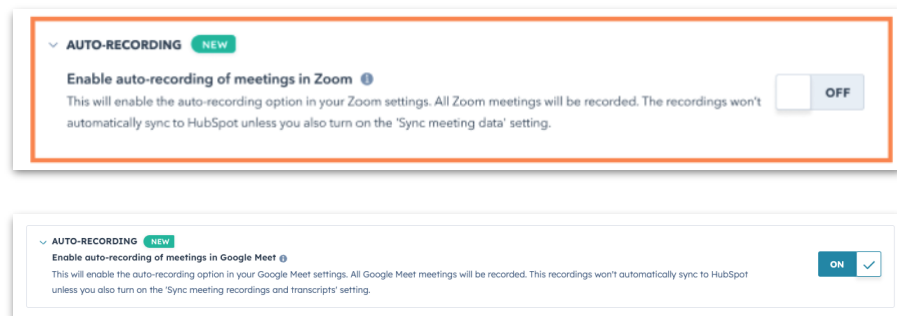 AUTO-RECORDING NEW
Enable auto-recording of meetings in Zoom
This will enable the auto-recording option in your Zoom settings. All Zoom meetings will be recorded. The recordings won't
automatically sync to HubSpot unless you also turn on the 'Sync meeting data' setting.
OFF
AUTO-RECORDING NEW
Enable auto-recording of meetings in Google Meet
This will enable the auto-recording option in your Google Meet settings. All Google Meet meetings will be recorded. This recordings won't automatically sync to HubSpot
unless you also turn on the 'Sync meeting recordings and transcripts' setting.
ON